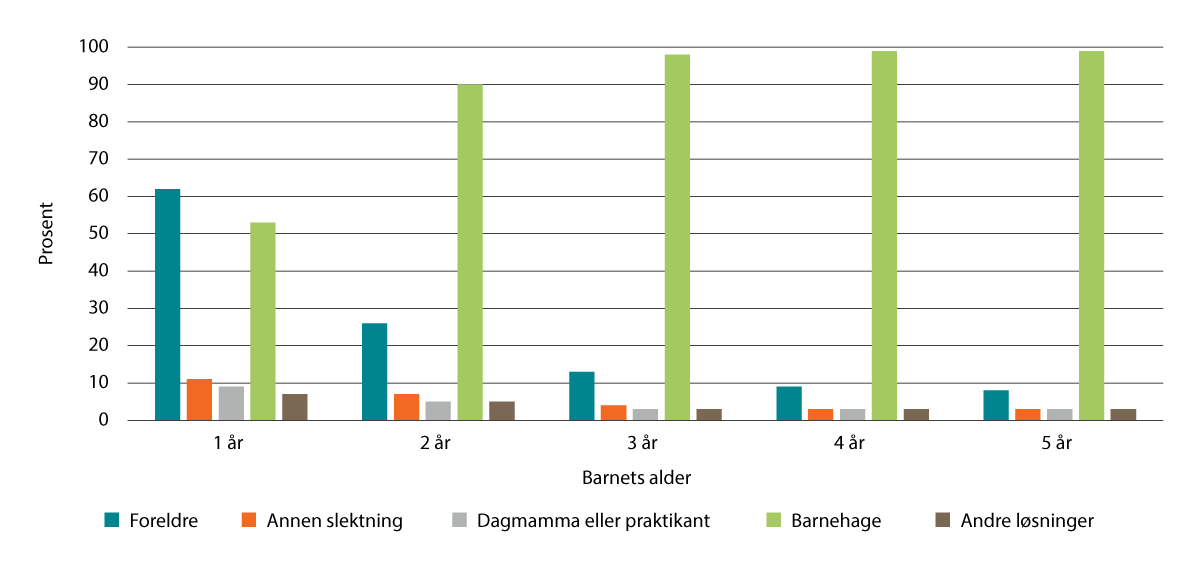 100
90
80
70
60
50
40
30
20
10
0
Prosent
1 år 2 år 3 år 4 år 5 år
Barnets alder
Foreldre Annen slektning Dagmamma eller praktikant Barnehage Andre løsninger